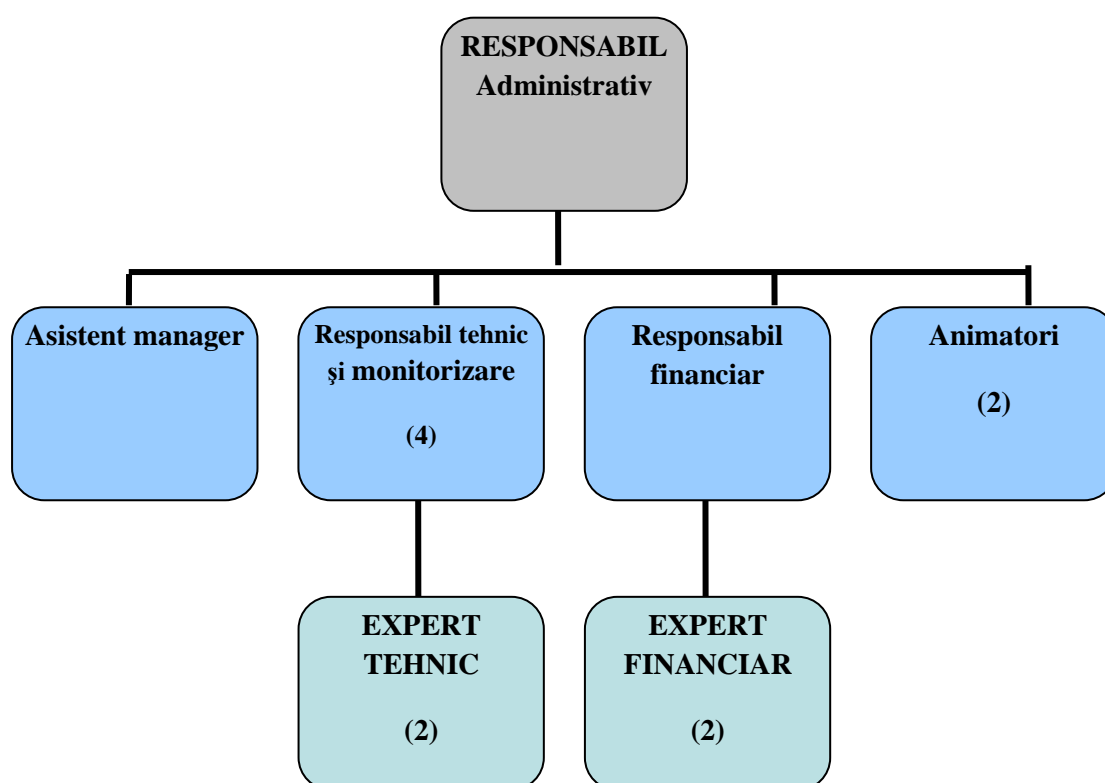 RESPONSABIL
Administrativ
Asistent manager
Responsabil tehnic
şi monitorizare
(4)
Responsabil
financiar
Animatori
(2)
EXPERT
TEHNIC
(2)
EXPERT
FINANCIAR
(2)